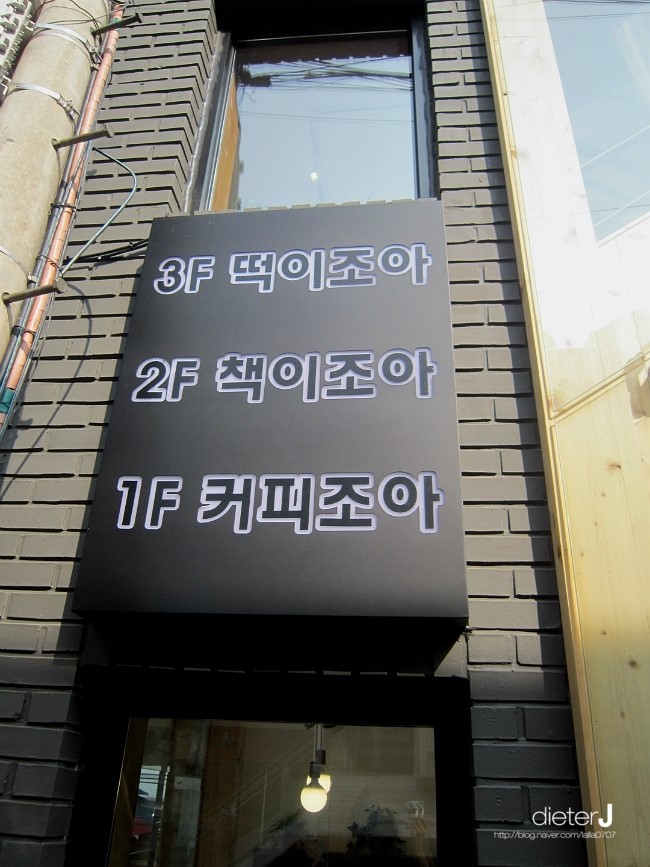 3F 떡이조아
2F 책이조아
1F 커피조아
dieterJ
http://blog.naver.com/lalla0707